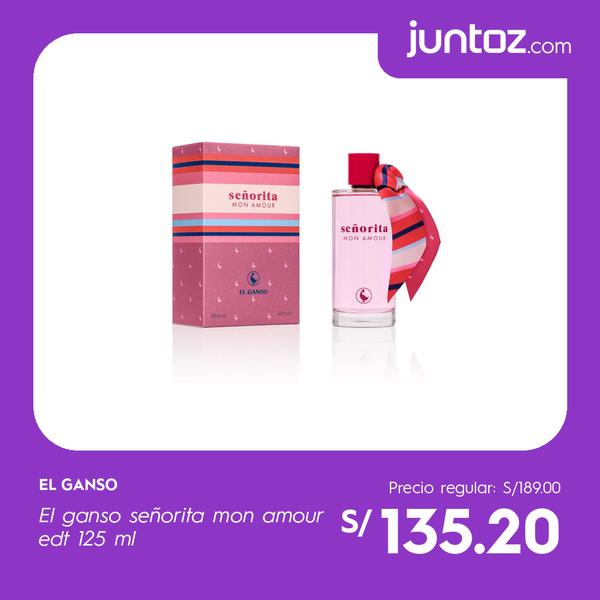 juntoz.com
señorita
MON AMOUR
EL GANSO
señorita
MON AMOUR
EL GANSO
Precio regular: S/189.00
El ganso señorita mon amour
edt 125 ml
S/135.20